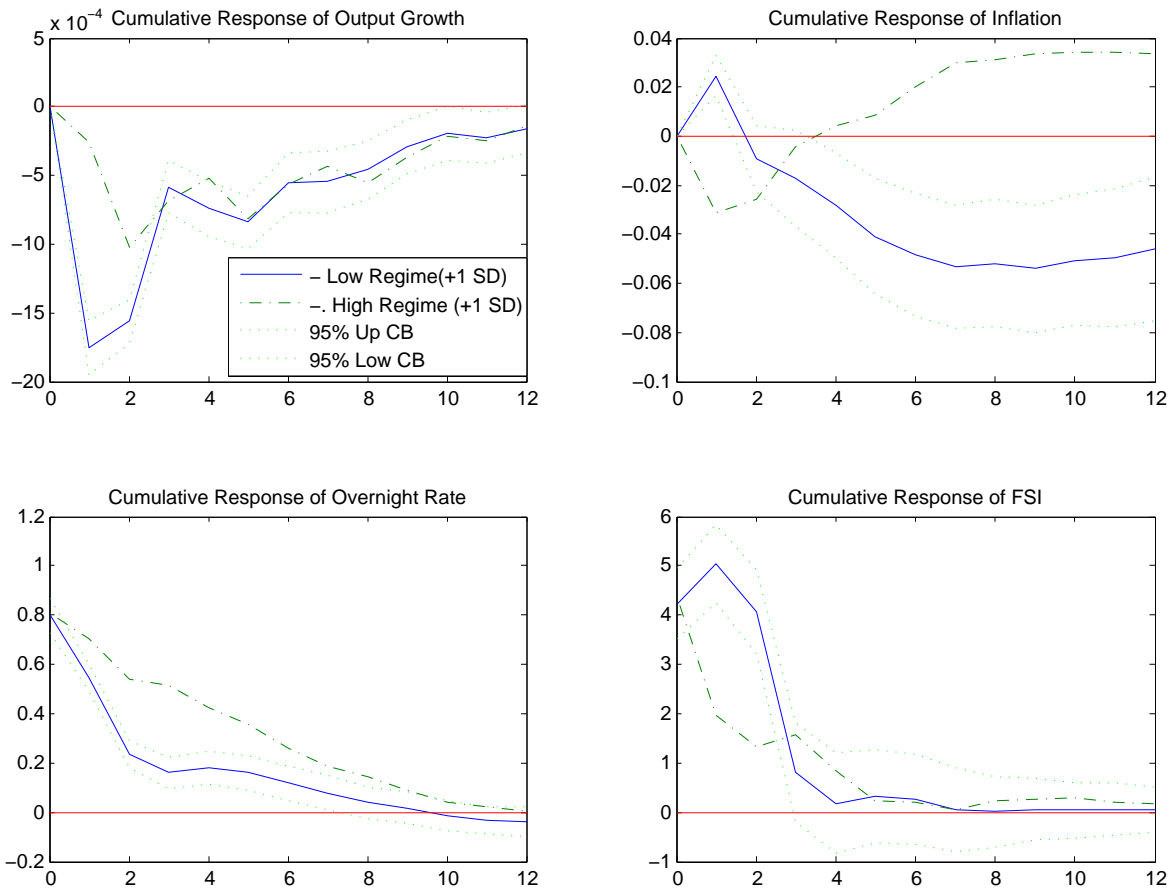 Cumulative Response of Output Growth
x 10⁻⁴
5
0
−5
−10
−15
−20
0 2 4 6 8 10 12
– Low Regime(+1 SD)
–. High Regime (+1 SD)
95% Up CB
95% Low CB
Cumulative Response of Inflation
0.04
0.02
0
−0.02
−0.04
−0.06
−0.08
−0.1
0 2 4 6 8 10 12
Cumulative Response of Overnight Rate
1.2
1
0.8
0.6
0.4
0.2
0
−0.2
0 2 4 6 8 10 12
Cumulative Response of FSI
6
5
4
3
2
1
0
−1
0 2 4 6 8 10 12